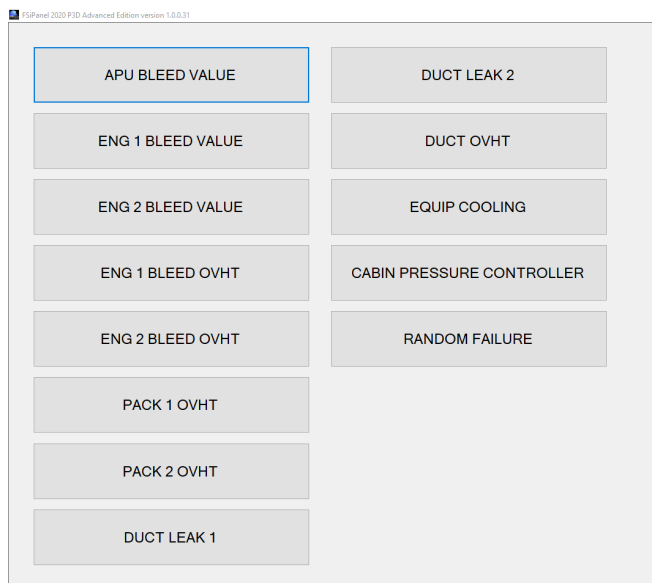 FSiPanel 2020 P3D Advanced Edition version 1.0.0.31
APU BLEED VALUE
ENG 1 BLEED VALUE
ENG 2 BLEED VALUE
ENG 1 BLEED OVHT
ENG 2 BLEED OVHT
PACK 1 OVHT
PACK 2 OVHT
DUCT LEAK 1
DUCT LEAK 2
DUCT OVHT
EQUIP COOLING
CABIN PRESSURE CONTROLLER
RANDOM FAILURE